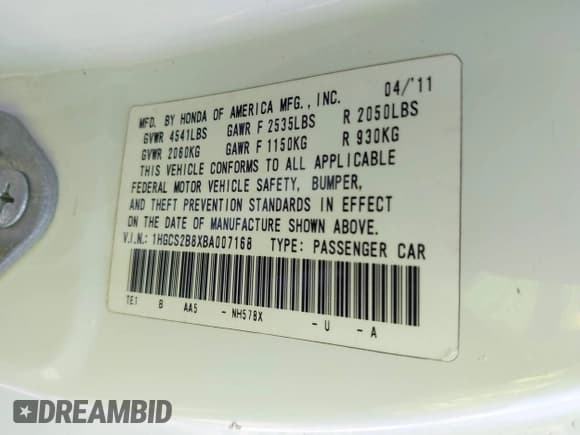 MFD. BY HONDA OF AMERICA MFG., INC. 04/'11
GVWR 4541LBS GAWR F 2535LBS R 2050LBS
GVWR 2060KG GAWR F 1150KG R 930KG
THIS VEHICLE CONFORMS TO ALL APPLICABLE
FEDERAL MOTOR VEHICLE SAFETY, BUMPER,
AND THEFT PREVENTION STANDARDS IN EFFECT
ON THE DATE OF MANUFACTURE SHOWN ABOVE.
V.I.N.: 1HGCS2B8XBA007168 TYPE: PASSENGER CAR
TE1 B AA5 - NH578X - U - A
DREAMBID